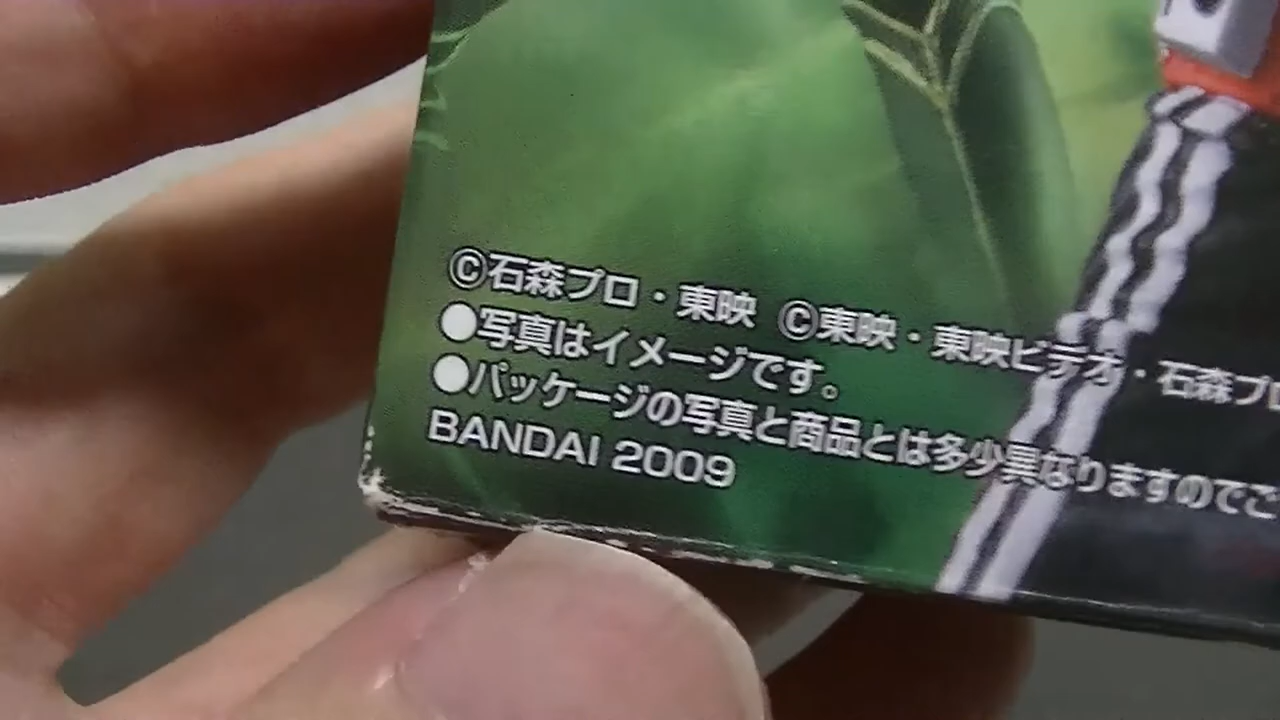 ©石森プロ・東映 ©東映・東映ビデオ・石森プロ
●写真はイメージです。
●パッケージの写真と商品とは多少異なりますのでご
BANDAI 2009